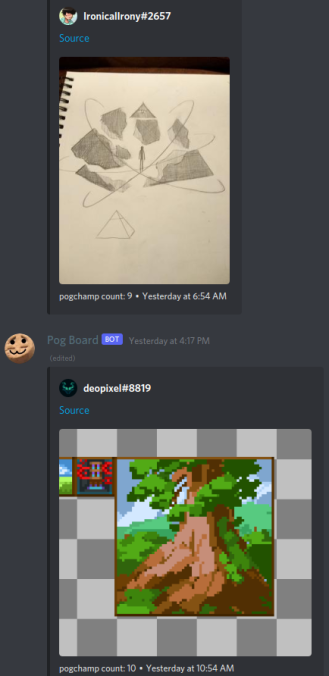 IronicalIrony#2657
Source
pogchamp count: 9 • Yesterday at 6:54 AM
Pog Board BOT Yesterday at 4:17 PM
(edited)
deopixel#8819
Source
pogchamp count: 10 • Yesterday at 10:54 AM